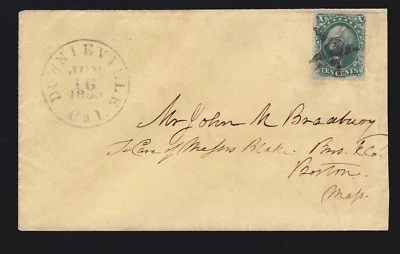 DOWNIEVILLE
JUN
16
Cal
X X
TEN CENTS
Mr John M Bradbury
Care of Messrs Blake. Bros. & Co.
Boston.
Mass.